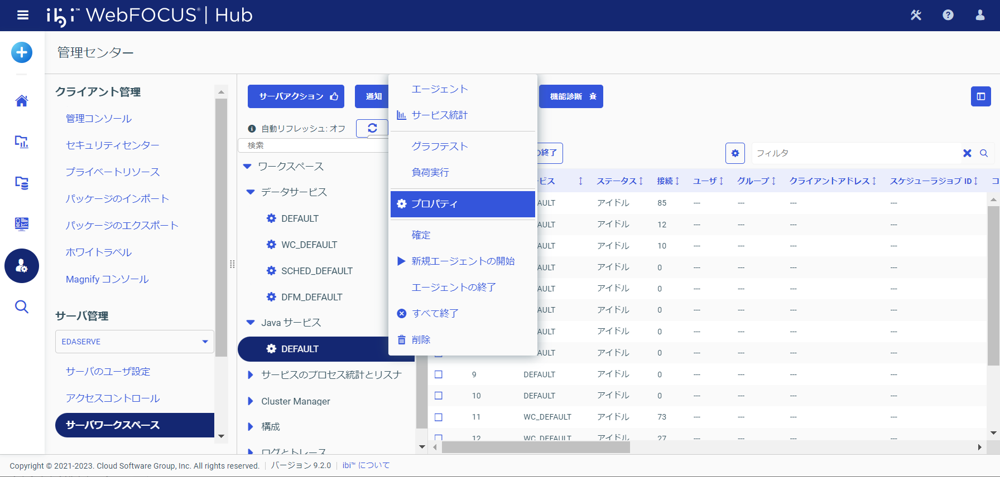 ibi™ WebFOCUS® | Hub
管理センター
クライアント管理
管理コンソール
セキュリティセンター
プライベートリソース
パッケージのインポート
パッケージのエクスポート
ホワイトラベル
Magnify コンソール
サーバ管理
EDASERVE
サーバのユーザ設定
アクセスコントロール
サーバワークスペース
サーバアクション
通知
機能診断
自動リフレッシュ: オフ
検索
ワークスペース
データサービス
DEFAULT
WC_DEFAULT
SCHED_DEFAULT
DFM_DEFAULT
Java サービス
DEFAULT
サービスのプロセス統計とリスナ
Cluster Manager
構成
ログとトレース
エージェント
サービス統計
グラフテスト
負荷実行
プロパティ
確定
新規エージェントの開始
エージェントの終了
すべて終了
削除
の終了
フィルタ
ビス ステータス 接続 ユーザ グループ クライアントアドレス スケジューラジョブ ID コ
AULT アイドル 85 --- --- --- ---
AULT アイドル 12 --- --- --- ---
AULT アイドル 10 --- --- --- ---
AULT アイドル 0 --- --- --- ---
AULT アイドル 0 --- --- --- ---
AULT アイドル 0 --- --- --- ---
AULT アイドル 0 --- --- --- ---
AULT アイドル 0 --- --- --- ---
9 DEFAULT アイドル 0 --- --- --- ---
10 DEFAULT アイドル 0 --- --- --- ---
11 WC_DEFAULT アイドル 73 --- --- --- ---
12 WC_DEFAULT アイドル 27 --- --- --- ---
Copyright © 2021-2023. Cloud Software Group, Inc. All rights reserved. | バージョン 9.2.0 | ibi™ について